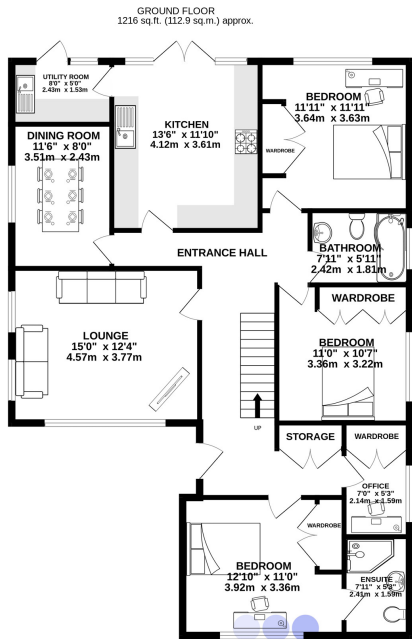 GROUND FLOOR
1216 sq.ft. (112.9 sq.m.) approx.
UTILITY ROOM
8'0" x 5'0"
2.43m x 1.53m
KITCHEN
13'6" x 11'10"
4.12m x 3.61m
BEDROOM
11'11" x 11'11"
3.64m x 3.63m
WARDROBE
DINING ROOM
11'6" x 8'0"
3.51m x 2.43m
ENTRANCE HALL
BATHROOM
7'11" x 5'11"
2.42m x 1.81m
WARDROBE
BEDROOM
11'0" x 10'7"
3.36m x 3.22m
LOUNGE
15'0" x 12'4"
4.57m x 3.77m
UP
STORAGE
WARDROBE
OFFICE
7'0" x 5'3"
2.14m x 1.59m
WARDROBE
BEDROOM
12'10" x 11'0"
3.92m x 3.36m
ENSUITE
7'11" x 5'3"
2.41m x 1.59m